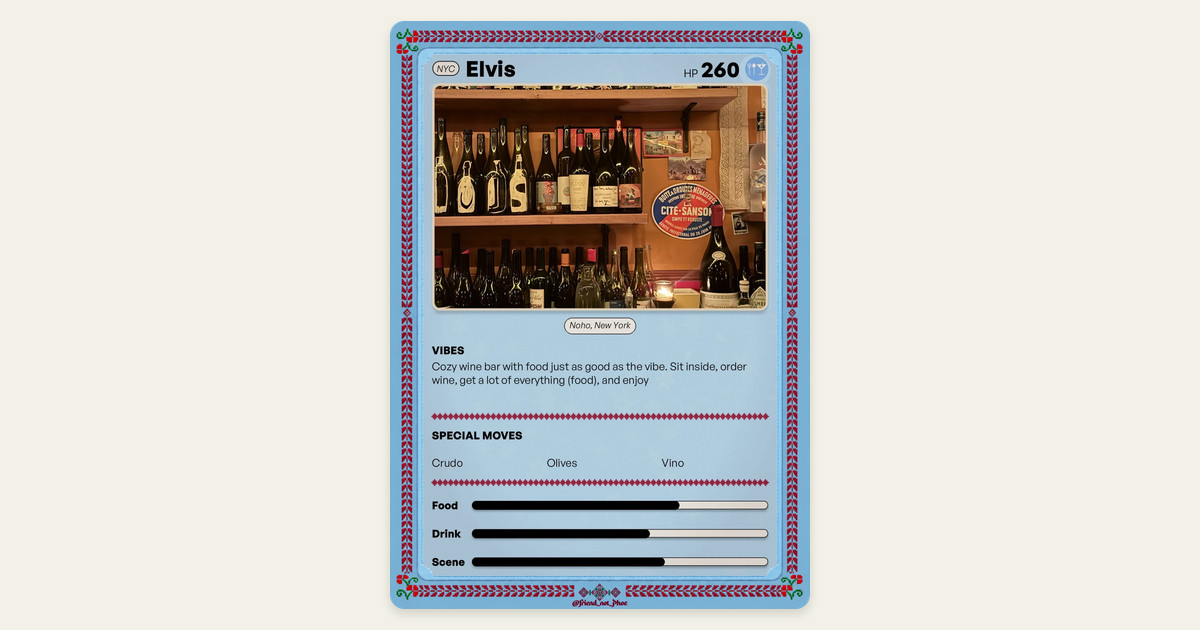 NYC Elvis HP 260
CITE-SANSON
Noho, New York
VIBES
Cozy wine bar with food just as good as the vibe. Sit inside, order
wine, get a lot of everything (food), and enjoy
SPECIAL MOVES
Crudo Olives Vino
Food
Drink
Scene
@friend_not_Phoe